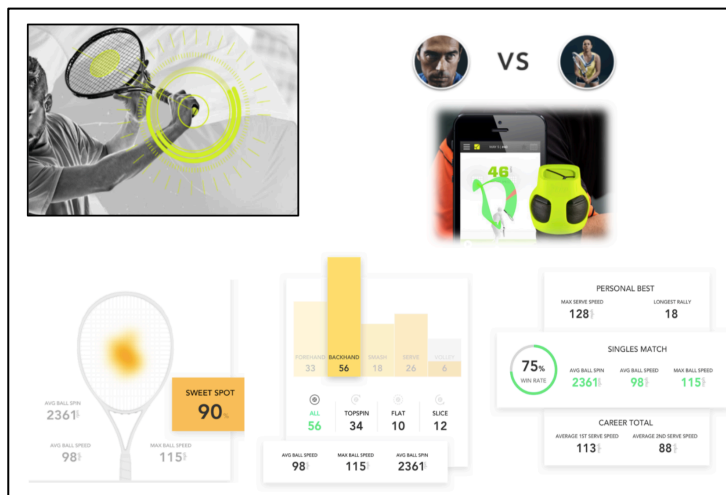 VS
46
AVG BALL SPIN
2361
AVG BALL SPEED
98
MAX BALL SPEED
115
SWEET SPOT
90%
FOREHAND BACKHAND SMASH SERVE VOLLEY
33 56 18 26 6
ALL TOPSPIN FLAT SLICE
56 34 10 12
AVG BALL SPEED MAX BALL SPEED AVG BALL SPIN
98 115 2361
PERSONAL BEST
MAX SERVE SPEED LONGEST RALLY
128 18
SINGLES MATCH
75%
WIN RATE
AVG BALL SPIN AVG BALL SPEED MAX BALL SPEED
2361 98 115
CAREER TOTAL
AVERAGE 1ST SERVE SPEED AVERAGE 2ND SERVE SPEED
113 88